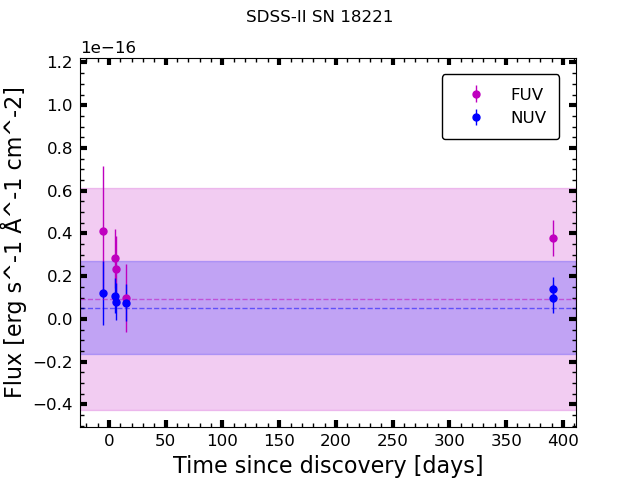 SDSS-II SN 18221
1e−16
1.2
1.0
0.8
0.6
0.4
0.2
0.0
−0.2
−0.4
Flux [erg s^-1 Å^-1 cm^-2]
FUV
NUV
0 50 100 150 200 250 300 350 400
Time since discovery [days]